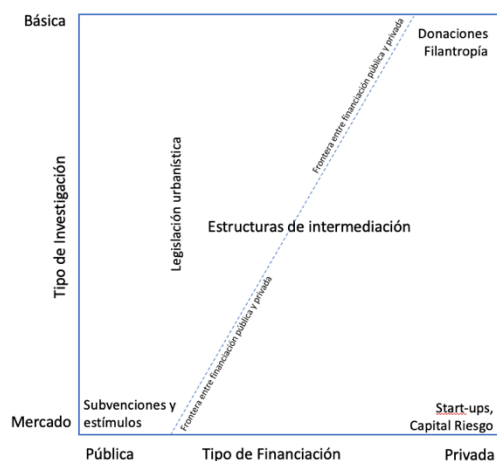 Básica
Donaciones
Filantropía
Frontera entre financiación pública y privada
Legislación urbanística
Tipo de Investigación
Estructuras de intermediación
Frontera entre financiación pública y privada
Subvenciones y
estímulos
Start-ups,
Capital Riesgo
Mercado
Pública
Tipo de Financiación
Privada